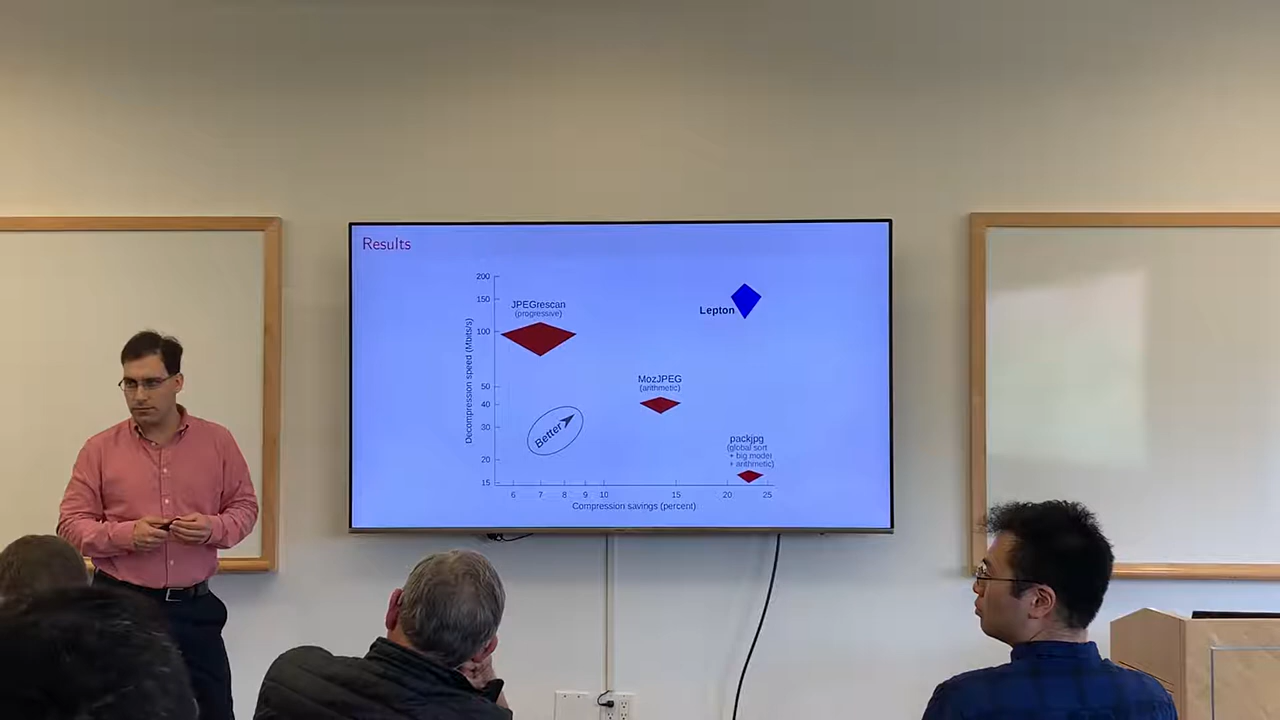 Results
200
150
100
50
40
30
20
15
Decompression speed (Mbits/s)
JPEGrescan
(progressive)
Lepton
MozJPEG
(arithmetic)
Better
packjpg
(global sort
+ big model
+ arithmetic)
6 7 8 9 10 15 20 25
Compression savings (percent)